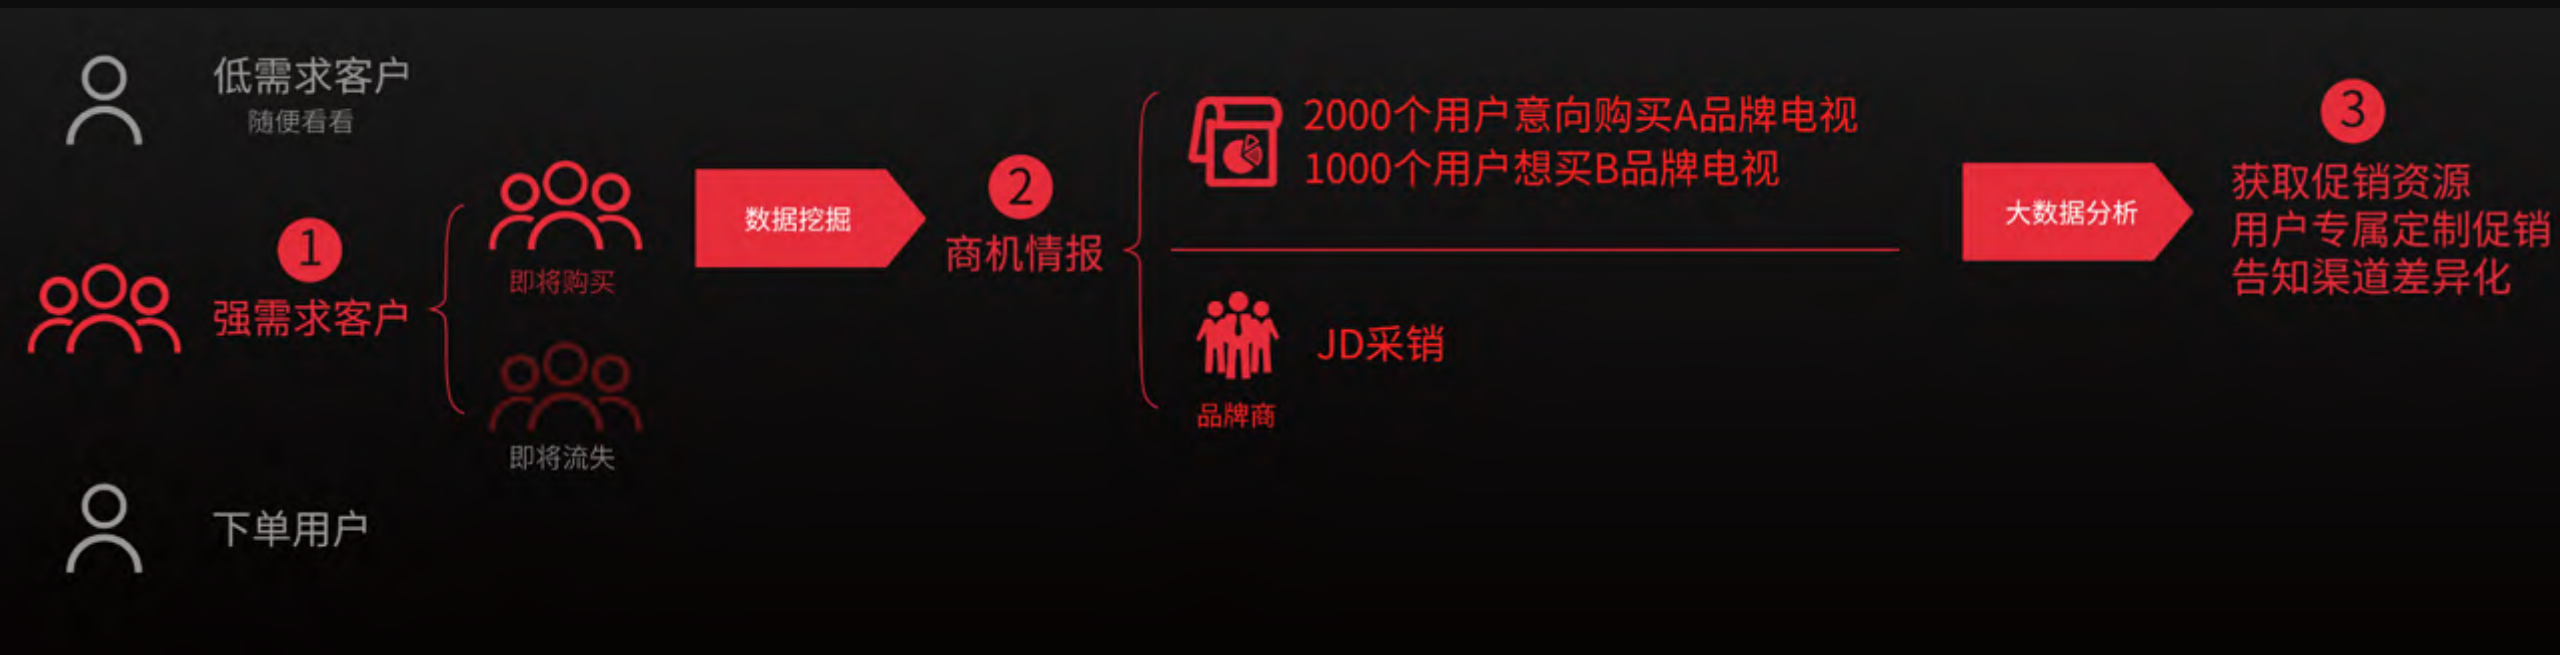 低需求客户
随便看看
1
强需求客户
即将购买
即将流失
下单用户
数据挖掘
2
商机情报
2000个用户意向购买A品牌电视
1000个用户想买B品牌电视
JD采销
品牌商
大数据分析
3
获取促销资源
用户专属定制促销
告知渠道差异化